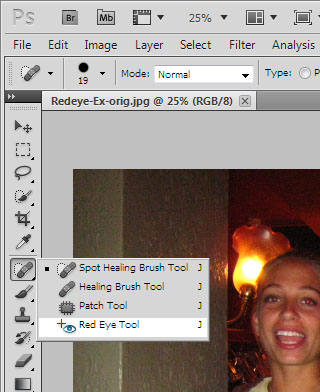 Ps Br Mb 25%
File Edit Image Layer Select Filter Analysis
19 Mode: Normal Type:
Redeye-Ex-orig.jpg @ 25% (RGB/8) ×
Spot Healing Brush Tool J
Healing Brush Tool J
Patch Tool J
Red Eye Tool J